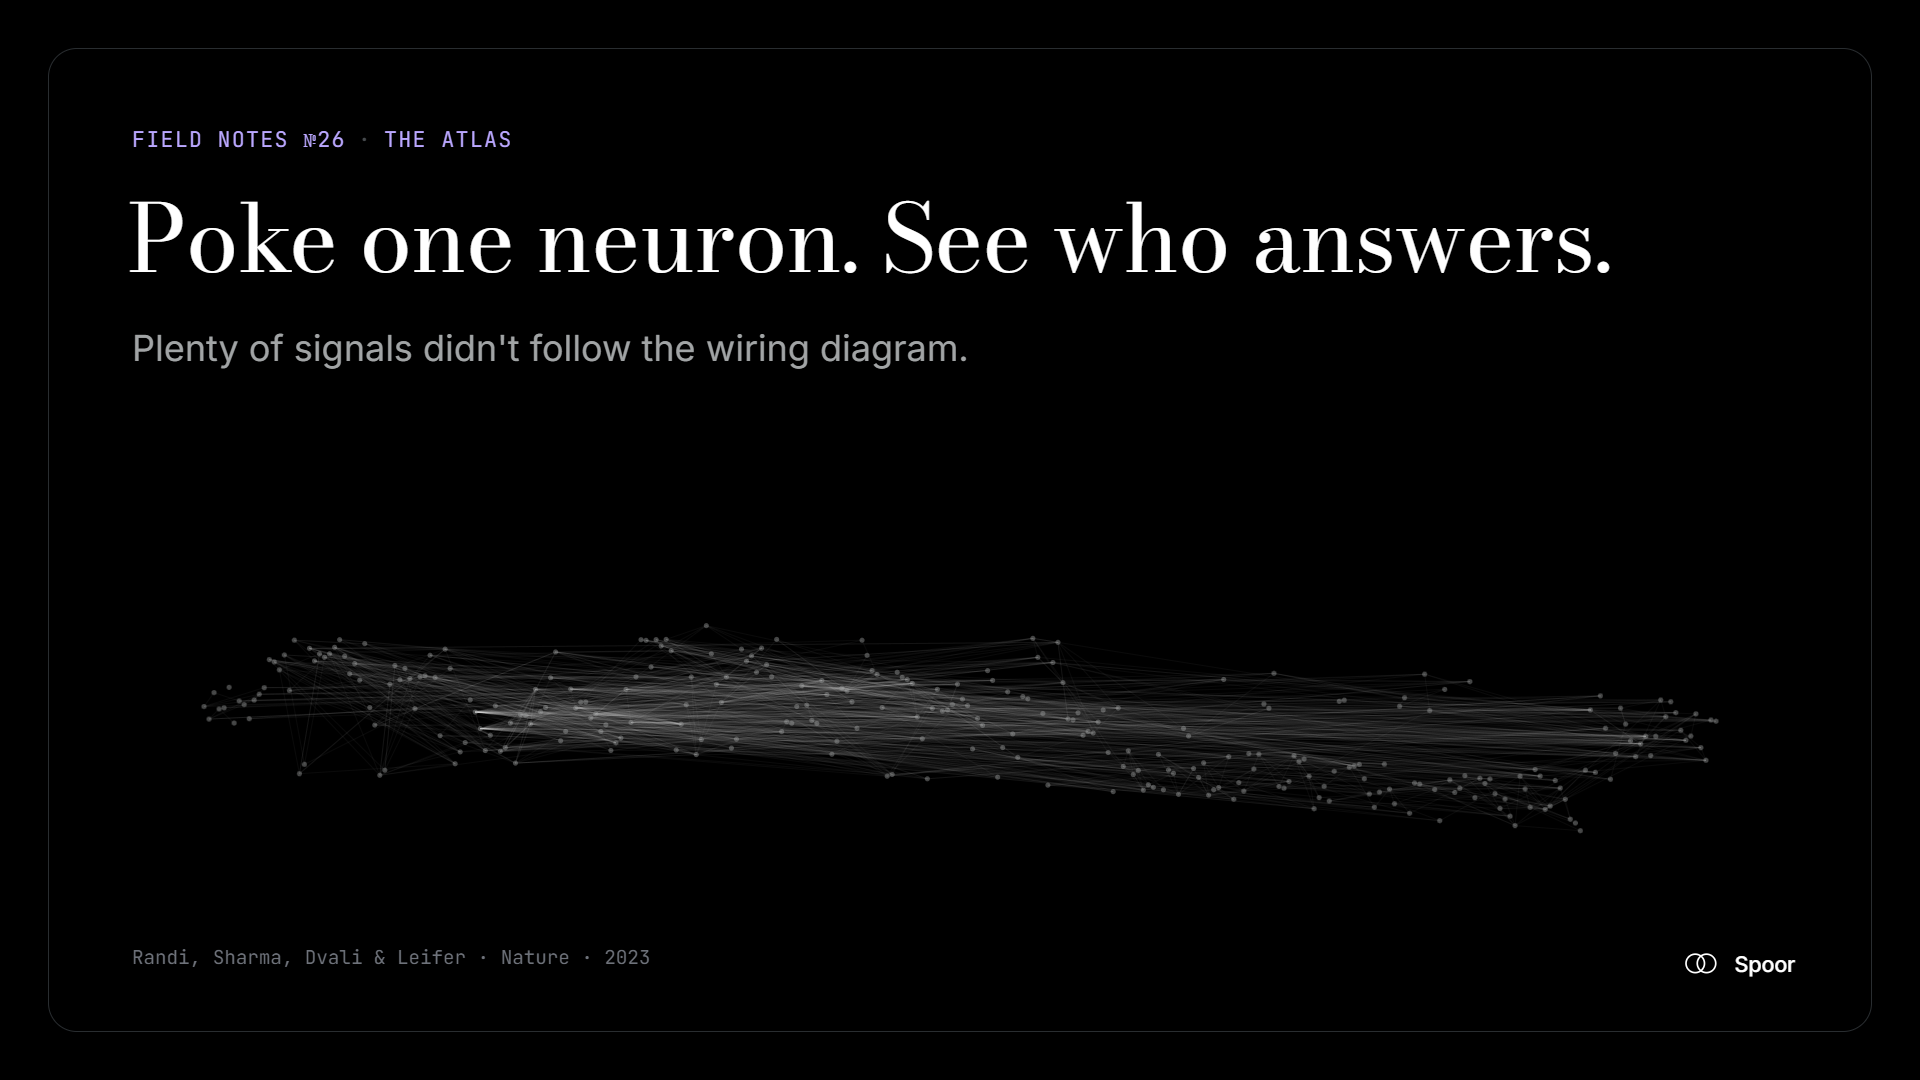 FIELD NOTES №26 · THE ATLAS
Poke one neuron. See who answers.
Plenty of signals didn't follow the wiring diagram.
Randi, Sharma, Dvali & Leifer · Nature · 2023
Spoor